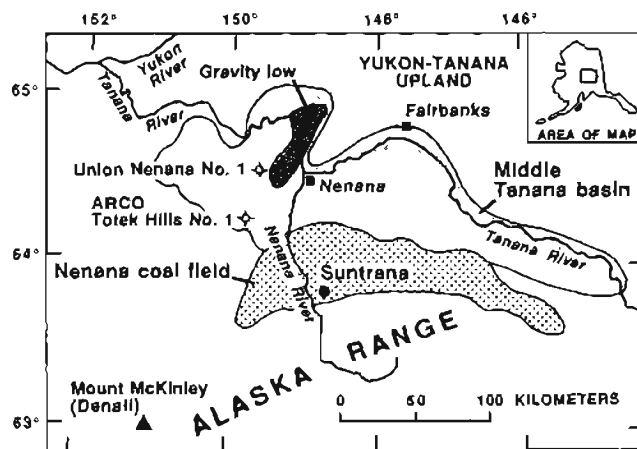 152°
150°
148°
146°
65°
64°
63°
Yukon
River
Tanana
River
Gravity low
YUKON-TANANA
UPLAND
Fairbanks
AREA OF MAP
Union Nenana No. 1
Nenana
Middle
Tanana basin
ARCO
Totek Hills No. 1
Tanana River
Nenana coal field
Nenana
River
Suntrana
ALASKA RANGE
Mount McKinley
(Denali)
0 50 100 KILOMETERS